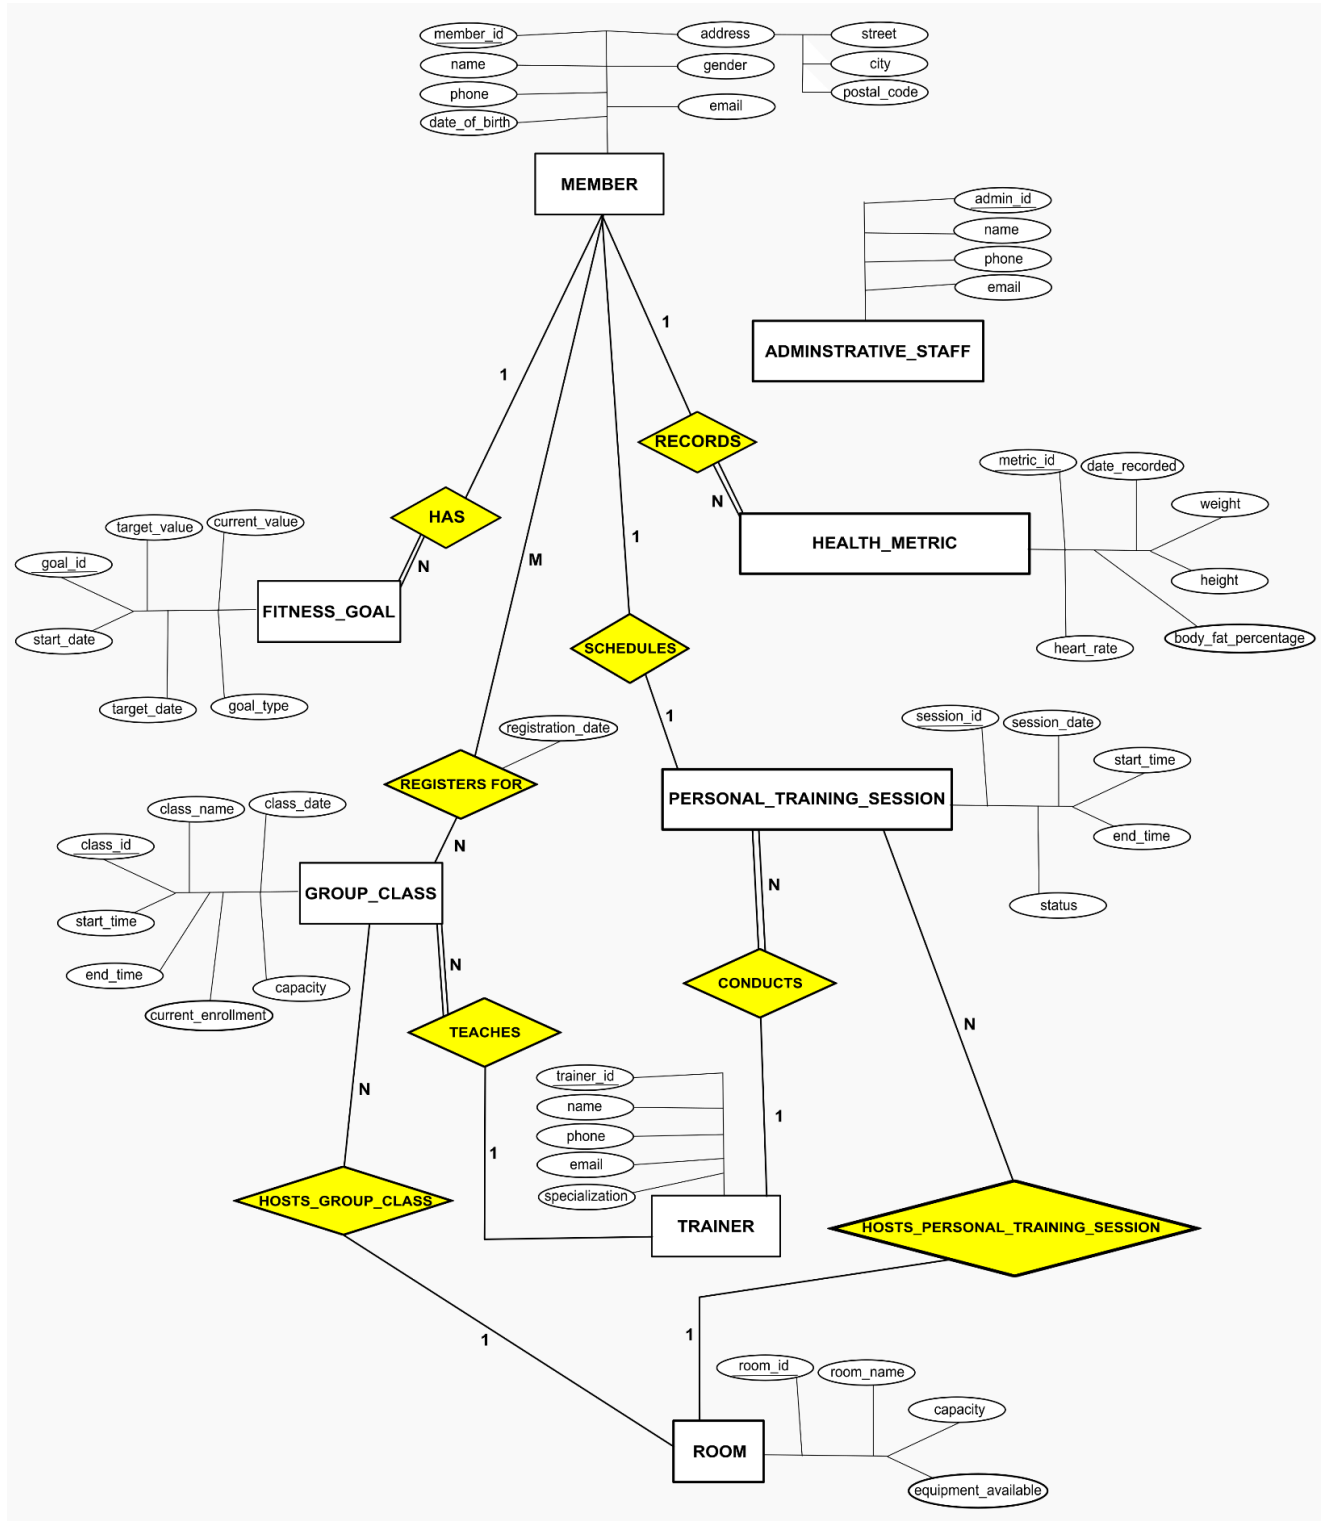 member_id
address
street
name
gender
city
phone
email
postal_code
date_of_birth
MEMBER
admin_id
name
phone
email
ADMINSTRATIVE_STAFF
1
1
RECORDS
metric_id
date_recorded
N
weight
HEALTH_METRIC
height
body_fat_percentage
heart_rate
HAS
N
target_value
current_value
goal_id
FITNESS_GOAL
start_date
target_date
goal_type
M
1
SCHEDULES
1
registration_date
REGISTERS FOR
N
session_id
session_date
start_time
PERSONAL_TRAINING_SESSION
end_time
status
class_name
class_date
class_id
GROUP_CLASS
start_time
end_time
capacity
current_enrollment
N
TEACHES
1
N
CONDUCTS
1
N
N
HOSTS_GROUP_CLASS
1
trainer_id
name
phone
email
specialization
TRAINER
HOSTS_PERSONAL_TRAINING_SESSION
1
room_id
room_name
capacity
ROOM
equipment_available